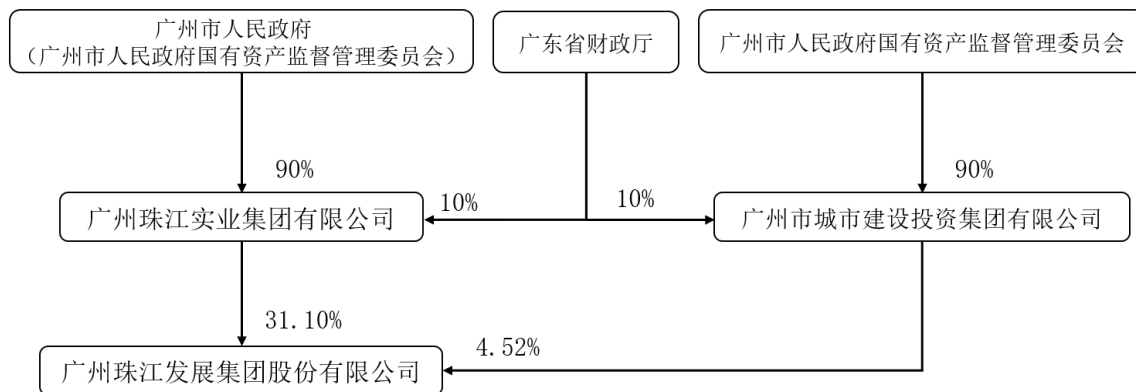 广州市人民政府
（广州市人民政府国有资产监督管理委员会）
广东省财政厅
广州市人民政府国有资产监督管理委员会
90%
90%
广州珠江实业集团有限公司
10%
10%
广州市城市建设投资集团有限公司
31.10%
4.52%
广州珠江发展集团股份有限公司